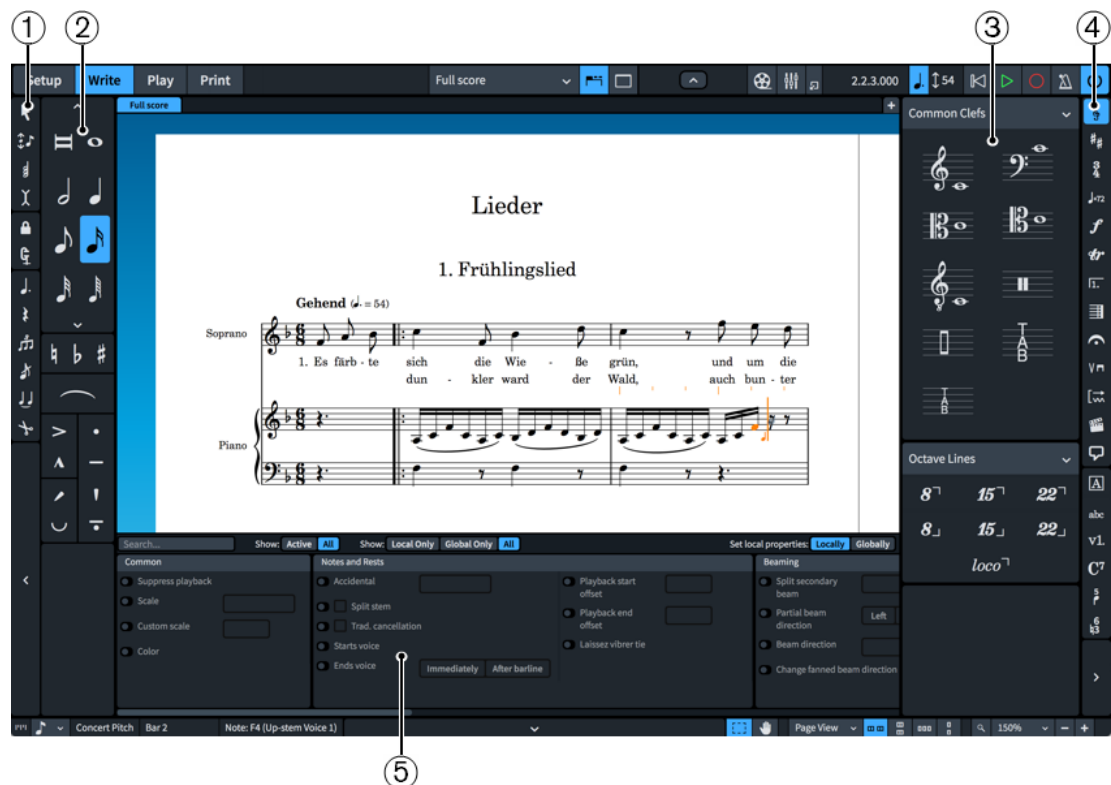 1 2 3 4
Setup Write Play Print Full score 2.2.3.000 54
Full score + Common Clefs
Lieder
1. Frühlingslied
Gehend (♩. = 54)
Soprano
1. Es färb - te sich die Wie - ße grün, und um die
dun - kler ward der Wald, auch bun - ter
Piano
Octave Lines
8 15 22
8 15 22
loco
Search... Show: Active All Show: Local Only Global Only All Set local properties: Locally Globally
Common Notes and Rests Beaming
Suppress playback Accidental Playback start offset Split secondary beam
Scale Split stem Playback end offset Partial beam direction Left
Custom scale Trad. cancellation Laissez vibrer tie Beam direction
Color Starts voice Change fanned beam direction
Ends voice Immediately After barline
Concert Pitch Bar 2 Note: F4 (Up-stem Voice 1) Page View 150% − +
5